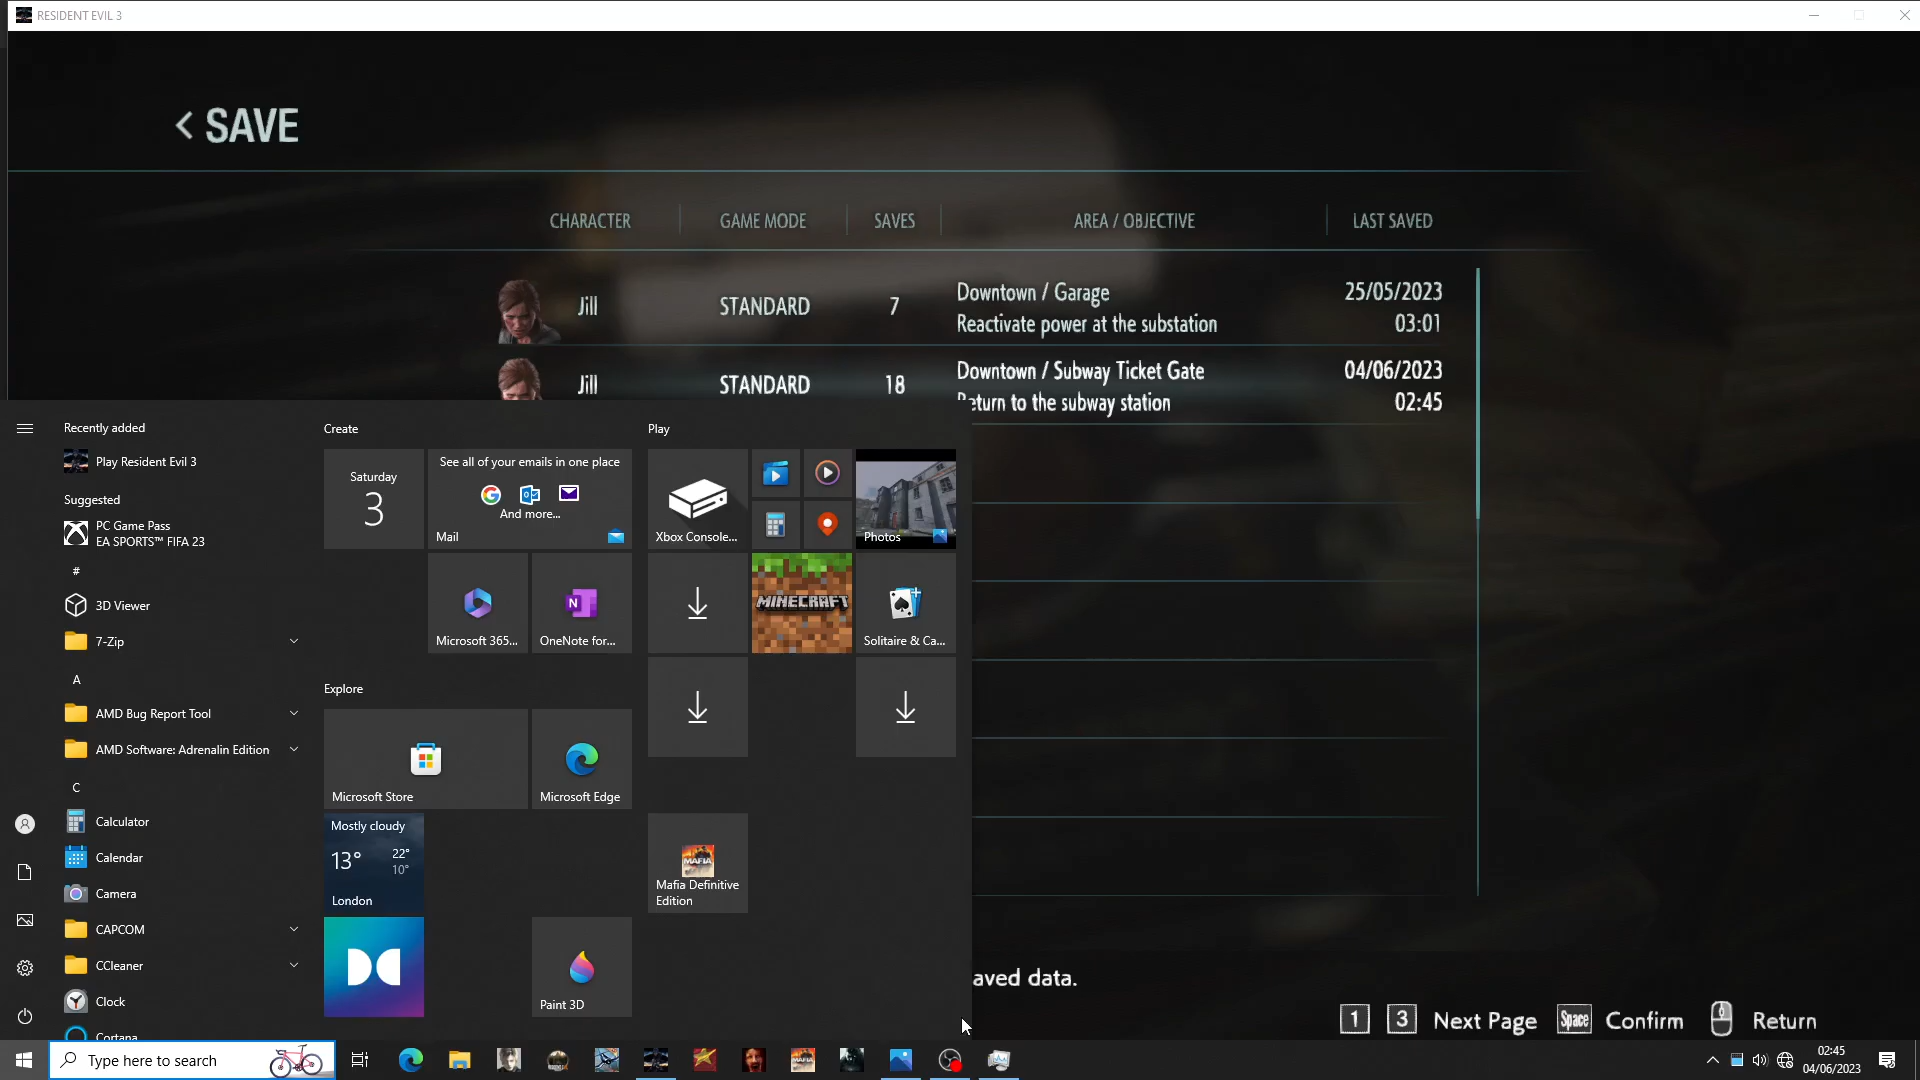 RESIDENT EVIL 3
< SAVE
CHARACTER GAME MODE SAVES AREA / OBJECTIVE LAST SAVED
Jill STANDARD 7 Downtown / Garage 25/05/2023
Reactivate power at the substation 03:01
Jill STANDARD 18 Downtown / Subway Ticket Gate 04/06/2023
Return to the subway station 02:45
aved data.
1 3 Next Page Space Confirm Return
Recently added
Play Resident Evil 3
Suggested
PC Game Pass
EA SPORTS™ FIFA 23
#
3D Viewer
7-Zip
A
AMD Bug Report Tool
AMD Software: Adrenalin Edition
C
Calculator
Calendar
Camera
CAPCOM
CCleaner
Clock
Cortana
Create
Saturday
3
See all of your emails in one place
And more...
Mail
Microsoft 365...
OneNote for...
Explore
Microsoft Store
Microsoft Edge
Mostly cloudy
13° 22°
10°
London
Paint 3D
Play
Xbox Console...
Photos
MINECRAFT
Solitaire & Ca...
MAFIA
Mafia Definitive
Edition
Type here to search
MAFIA
02:45
04/06/2023